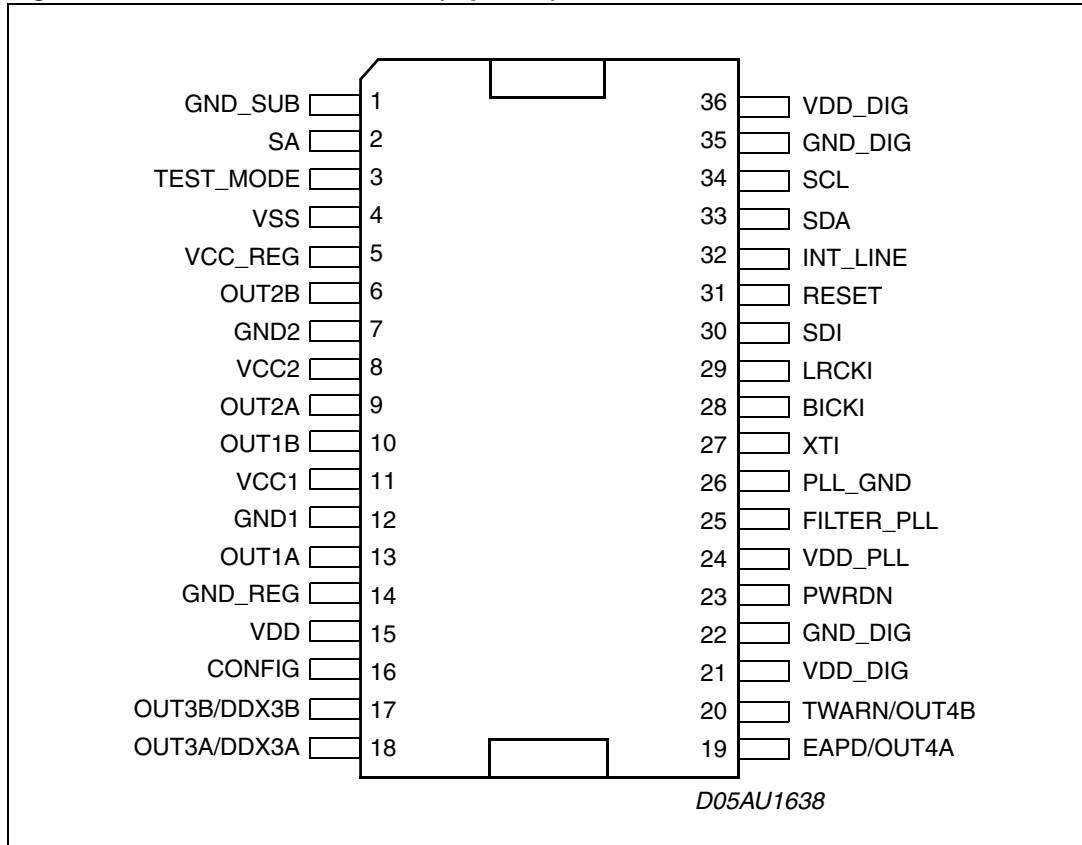 GND_SUB 1 36 VDD_DIG
SA 2 35 GND_DIG
TEST_MODE 3 34 SCL
VSS 4 33 SDA
VCC_REG 5 32 INT_LINE
OUT2B 6 31 RESET
GND2 7 30 SDI
VCC2 8 29 LRCKI
OUT2A 9 28 BICKI
OUT1B 10 27 XTI
VCC1 11 26 PLL_GND
GND1 12 25 FILTER_PLL
OUT1A 13 24 VDD_PLL
GND_REG 14 23 PWRDN
VDD 15 22 GND_DIG
CONFIG 16 21 VDD_DIG
OUT3B/DDX3B 17 20 TWARN/OUT4B
OUT3A/DDX3A 18 19 EAPD/OUT4A
D05AU1638